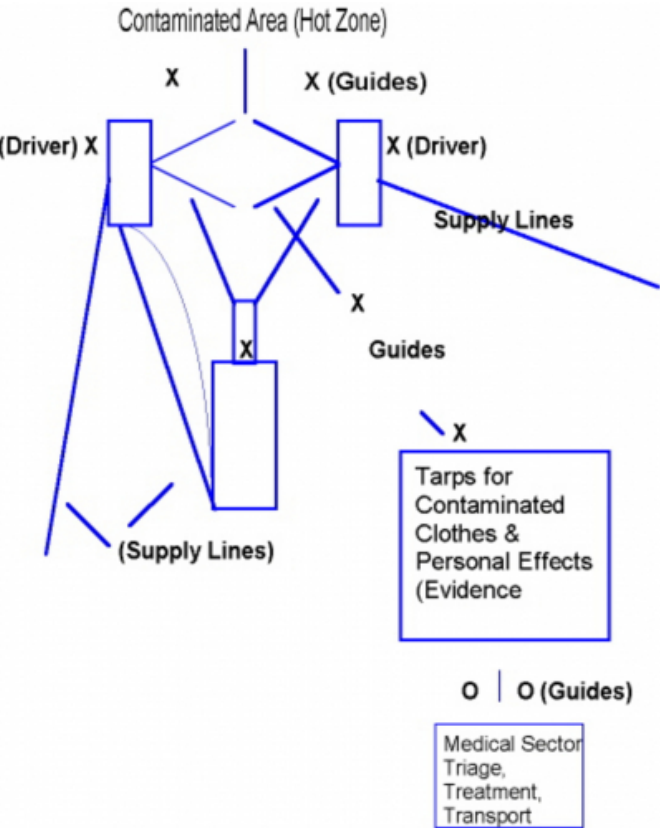 Contaminated Area (Hot Zone)
X X (Guides)
(Driver) X X (Driver)
Supply Lines
X
X Guides
X
Tarps for
Contaminated
Clothes &
Personal Effects
(Evidence
(Supply Lines)
O O (Guides)
Medical Sector
Triage,
Treatment,
Transport